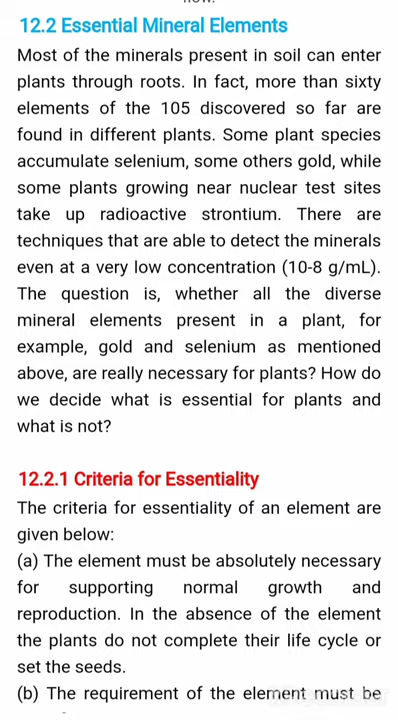 12.2 Essential Mineral Elements
Most of the minerals present in soil can enter
plants through roots. In fact, more than sixty
elements of the 105 discovered so far are
found in different plants. Some plant species
accumulate selenium, some others gold, while
some plants growing near nuclear test sites
take up radioactive strontium. There are
techniques that are able to detect the minerals
even at a very low concentration (10-8 g/mL).
The question is, whether all the diverse
mineral elements present in a plant, for
example, gold and selenium as mentioned
above, are really necessary for plants? How do
we decide what is essential for plants and
what is not?
12.2.1 Criteria for Essentiality
The criteria for essentiality of an element are
given below:
(a) The element must be absolutely necessary
for supporting normal growth and
reproduction. In the absence of the element
the plants do not complete their life cycle or
set the seeds.
(b) The requirement of the element must be